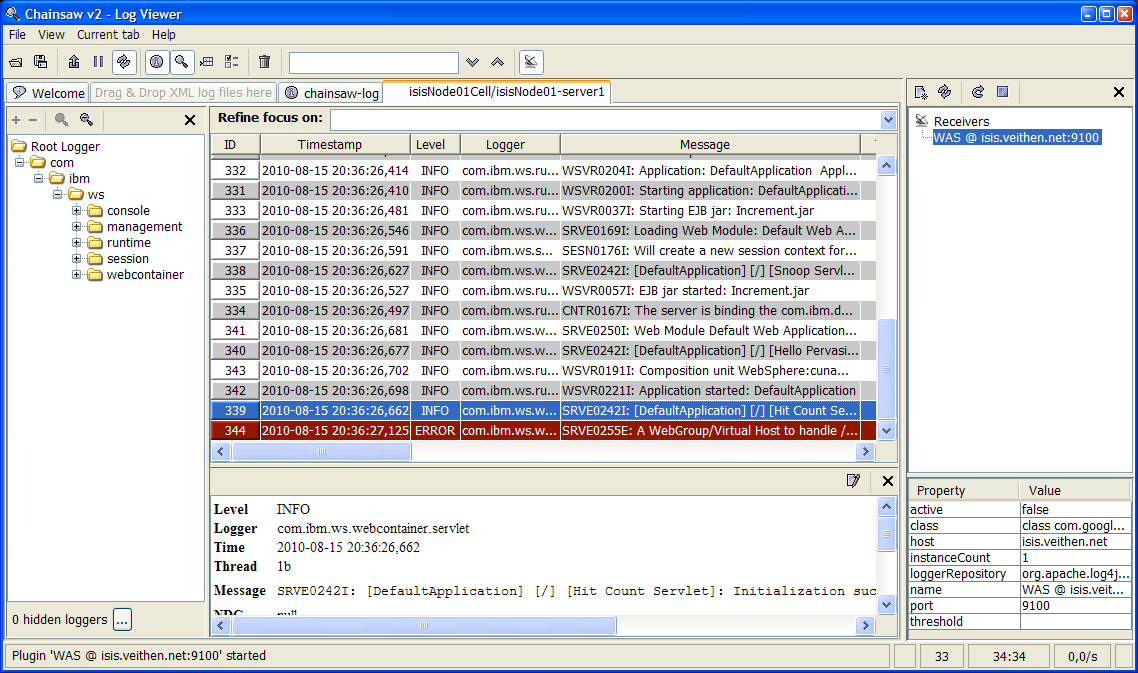 Chainsaw v2 - Log Viewer
File View Current tab Help
Welcome
Drag & Drop XML log files here
chainsaw-log
isisNode01Cell/isisNode01-server1
Root Logger
com
ibm
ws
console
management
runtime
session
webcontainer
0 hidden loggers ...
Refine focus on:
ID Timestamp Level Logger Message
332 2010-08-15 20:36:26,414 INFO com.ibm.ws.ru... WSVR0204I: Application: DefaultApplication Appl...
331 2010-08-15 20:36:26,410 INFO com.ibm.ws.ru... WSVR0200I: Starting application: DefaultApplicati...
333 2010-08-15 20:36:26,481 INFO com.ibm.ws.ru... WSVR0037I: Starting EJB jar: Increment.jar
336 2010-08-15 20:36:26,546 INFO com.ibm.ws.w... SRVE0169I: Loading Web Module: Default Web A...
337 2010-08-15 20:36:26,591 INFO com.ibm.ws.s... SESN0176I: Will create a new session context for...
338 2010-08-15 20:36:26,627 INFO com.ibm.ws.w... SRVE0242I: [DefaultApplication] [/] [Snoop Servl...
335 2010-08-15 20:36:26,527 INFO com.ibm.ws.ru... WSVR0057I: EJB jar started: Increment.jar
334 2010-08-15 20:36:26,497 INFO com.ibm.ws.ru... CNTR0167I: The server is binding the com.ibm.d...
341 2010-08-15 20:36:26,681 INFO com.ibm.ws.w... SRVE0250I: Web Module Default Web Application...
340 2010-08-15 20:36:26,677 INFO com.ibm.ws.w... SRVE0242I: [DefaultApplication] [/] [Hello Pervasi...
343 2010-08-15 20:36:26,702 INFO com.ibm.ws.ru... WSVR0191I: Composition unit WebSphere:cuna...
342 2010-08-15 20:36:26,698 INFO com.ibm.ws.ru... WSVR0221I: Application started: DefaultApplication
339 2010-08-15 20:36:26,662 INFO com.ibm.ws.w... SRVE0242I: [DefaultApplication] [/] [Hit Count Se...
344 2010-08-15 20:36:27,125 ERROR com.ibm.ws.w... SRVE0255E: A WebGroup/Virtual Host to handle /...
Level INFO
Logger com.ibm.ws.webcontainer.servlet
Time 2010-08-15 20:36:26,662
Thread 1b
Message SRVE0242I: [DefaultApplication] [/] [Hit Count Servlet]: Initialization suc
NDC null
Receivers
WAS @ isis.veithen.net:9100
Property Value
active false
class class com.googl...
host isis.veithen.net
instanceCount 1
loggerRepository org.apache.log4j...
name WAS @ isis.veit...
port 9100
threshold
Plugin 'WAS @ isis.veithen.net:9100' started
33
34:34
0,0/s